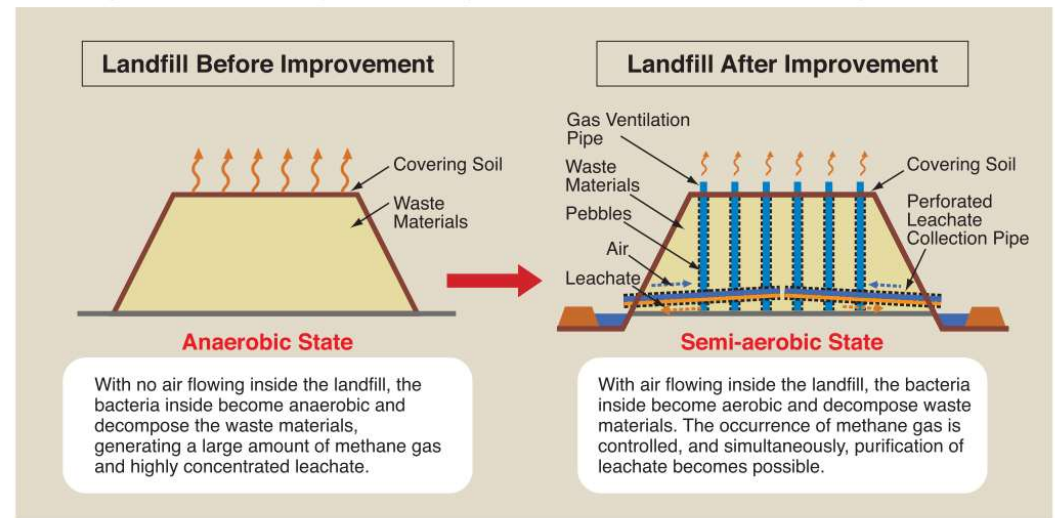 Landfill Before Improvement
Covering Soil
Waste
Materials
Anaerobic State
With no air flowing inside the landfill, the
bacteria inside become anaerobic and
decompose the waste materials,
generating a large amount of methane gas
and highly concentrated leachate.
Landfill After Improvement
Gas Ventilation
Pipe
Waste
Materials
Pebbles
Air
Leachate
Covering Soil
Perforated
Leachate
Collection Pipe
Semi-aerobic State
With air flowing inside the landfill, the bacteria
inside become aerobic and decompose waste
materials. The occurrence of methane gas is
controlled, and simultaneously, purification of
leachate becomes possible.